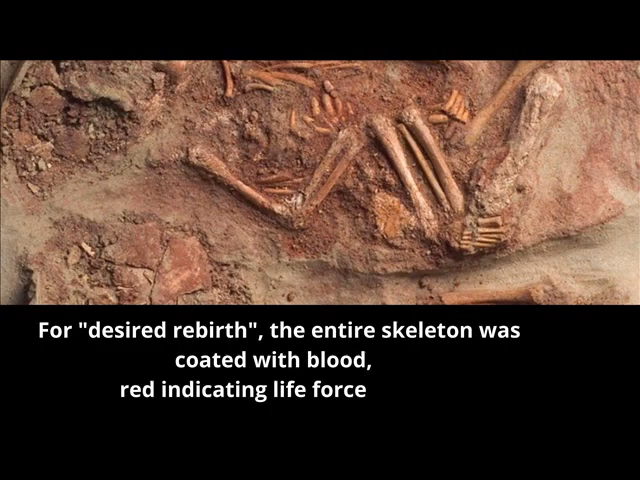 For "desired rebirth", the entire skeleton was
coated with blood,
red indicating life force